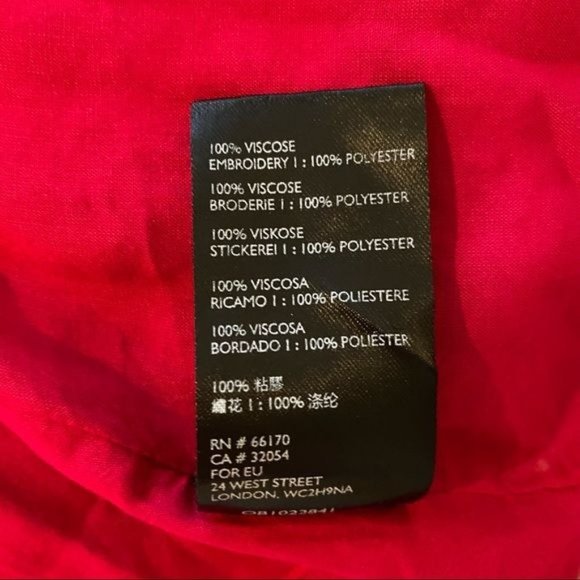 100% VISCOSE
EMBROIDERY 1 : 100% POLYESTER
100% VISCOSE
BRODERIE 1 : 100% POLYESTER
100% VISKOSE
STICKEREI 1 : 100% POLYESTER
100% VISCOSA
RICAMO 1 : 100% POLIESTERE
100% VISCOSA
BORDADO 1 : 100% POLIÉSTER
100% 粘膠
繡花 1 : 100% 涤纶
RN # 66170
CA # 32054
FOR EU
24 WEST STREET
LONDON. WC2H9NA